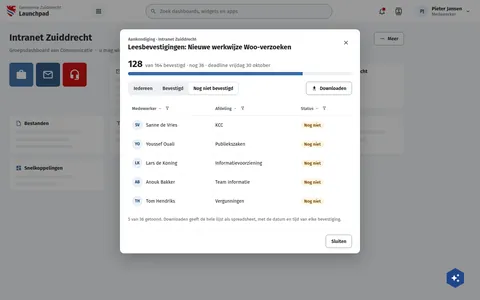 Gemeente Zuiddrecht
Launchpad
Zoek dashboards, widgets en apps
Pieter Jansen
Medewerker
Intranet Zuiddrecht
Meer
Aankondiging · Intranet Zuiddrecht
Leesbevestigingen: Nieuwe werkwijze Woo-verzoeken
128 van 164 bevestigd · nog 36 · deadline vrijdag 30 oktober
Iedereen
Bevestigd
Nog niet bevestigd
Downloaden
Medewerker
Afdeling
Status
Sanne de Vries
KCC
Nog niet
YO
Youssef Ouali
Publiekszaken
Nog niet
Lars de Koning
Informatievoorziening
Nog niet
AB
Anouk Bakker
Team Informatie
Nog niet
TH
Tom Hendriks
Vergunningen
Nog niet
5 van 36 getoond. Downloaden geeft de hele lijst als spreadsheet, met de datum en tijd van elke bevestiging.
Sluiten
Bestanden
Snelkoppelingen